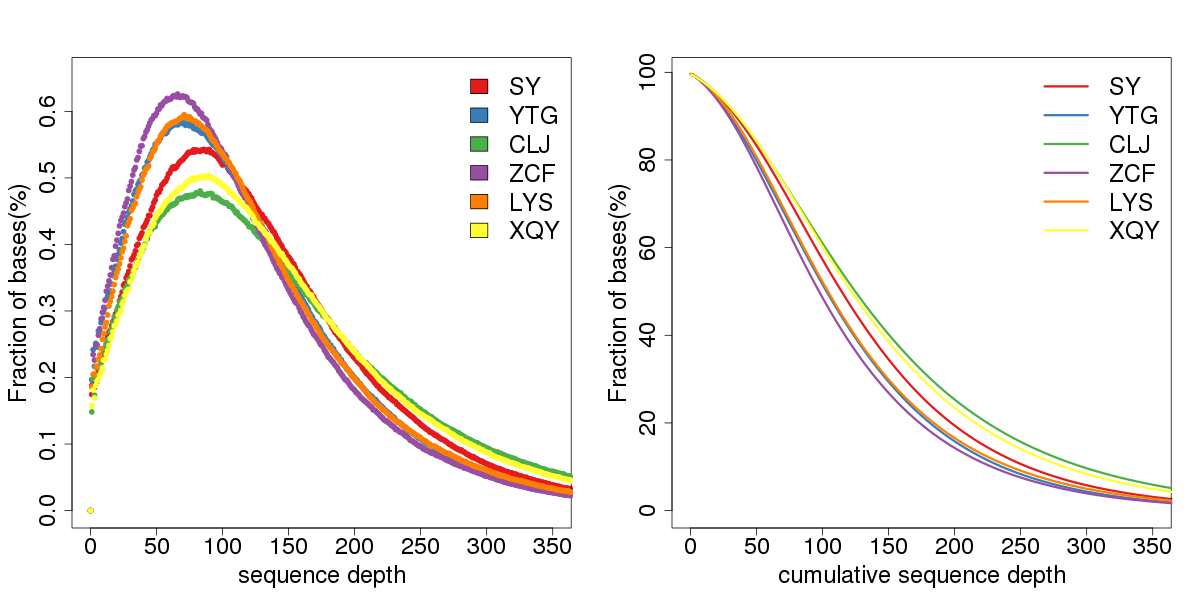 Fraction of bases(%)
0.0 0.1 0.2 0.3 0.4 0.5 0.6
SY
YTG
CLJ
ZCF
LYS
XQY
0 50 100 150 200 250 300 350
sequence depth
Fraction of bases(%)
0 20 40 60 80 100
SY
YTG
CLJ
ZCF
LYS
XQY
0 50 100 150 200 250 300 350
cumulative sequence depth